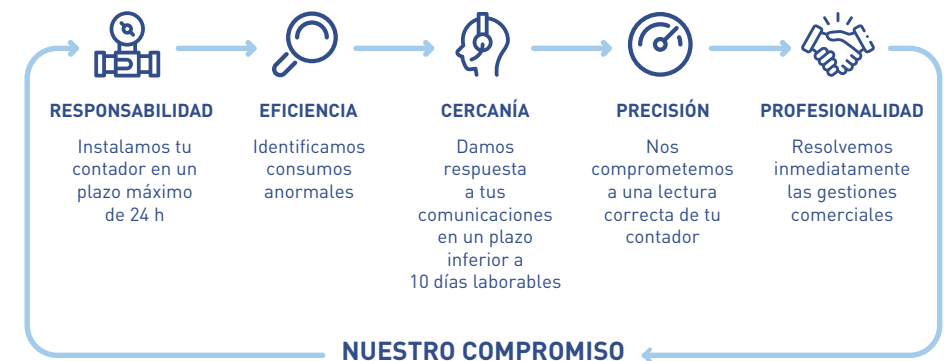 RESPONSABILIDAD
Instalamos tu
contador en un
plazo máximo
de 24 h
EFICIENCIA
Identificamos
consumos
anormales
CERCANÍA
Damos
respuesta
a tus
comunicaciones
en un plazo
inferior a
10 días laborables
PRECISIÓN
Nos
comprometemos
a una lectura
correcta de tu
contador
PROFESIONALIDAD
Resolvemos
inmediatamente
las gestiones
comerciales
NUESTRO COMPROMISO